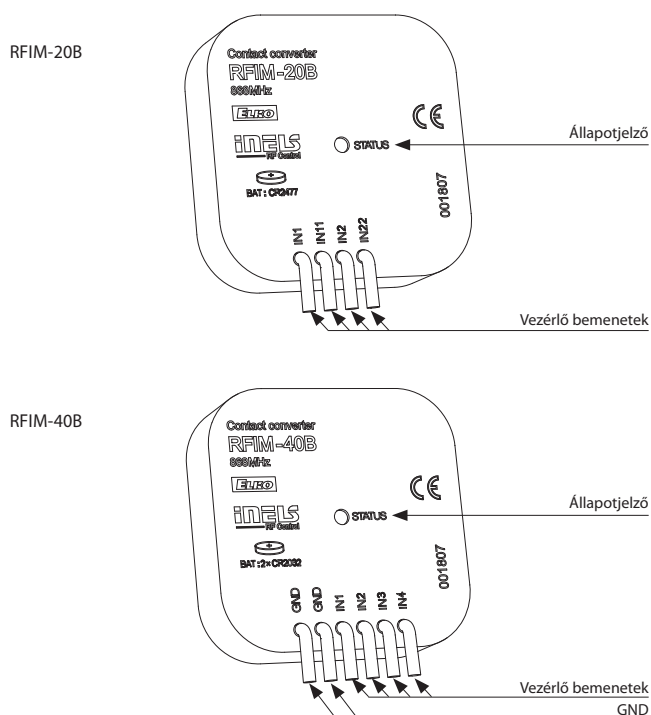 RFIM-20B
Contact converter
RFIM-20B
868MHz
ELKO
iNELS
RF Control
STATUS
Állapotjelző
BAT : CR2477
001807
IN1
IN11
IN2
IN22
Vezérlő bemenetek
RFIM-40B
Contact converter
RFIM-40B
868MHz
ELKO
iNELS
RF Control
STATUS
Állapotjelző
BAT :2×CR2032
001807
GND
GND
IN1
IN2
IN3
IN4
Vezérlő bemenetek
GND